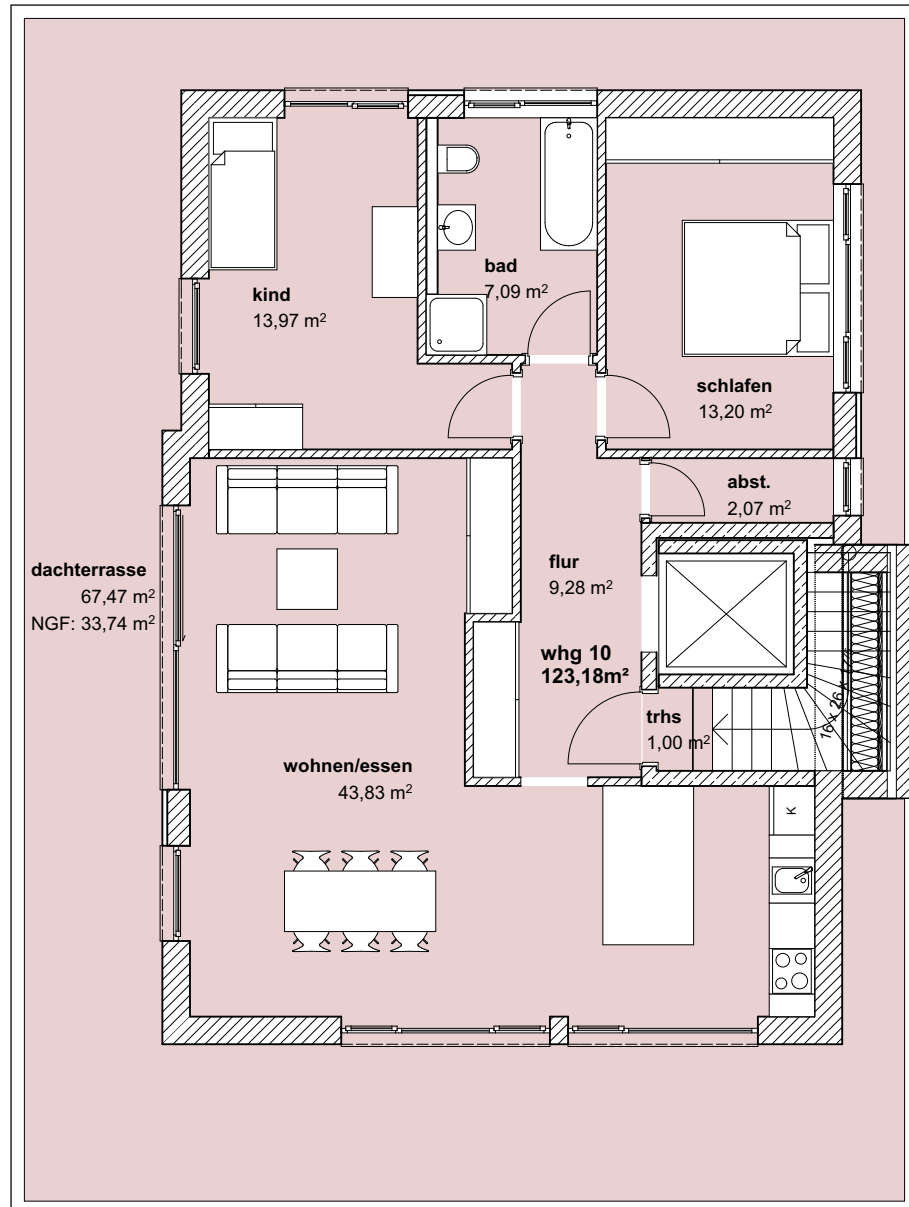 bad
7,09 m²
kind
13,97 m²
schlafen
13,20 m²
abst.
2,07 m²
flur
9,28 m²
dachterrasse
67,47 m²
NGF: 33,74 m²
whg 10
123,18m²
trhs
1,00 m²
wohnen/essen
43,83 m²
K